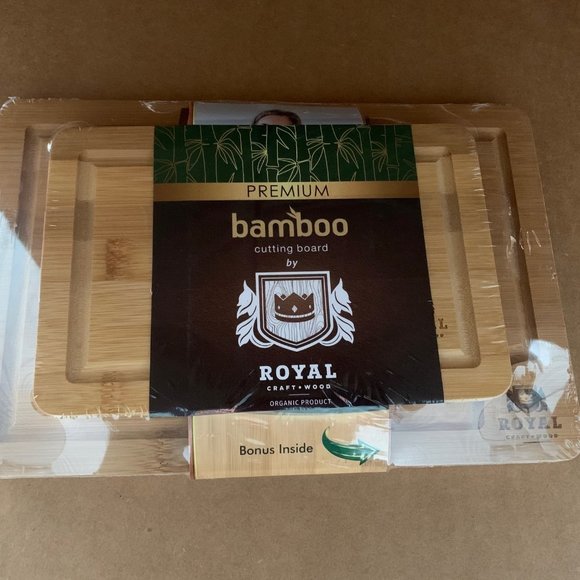 PREMIUM
bamboo
cutting board
by
ROYAL
CRAFT+WOOD
ORGANIC PRODUCT
Bonus Inside
ROYAL
CRAFT+WOOD